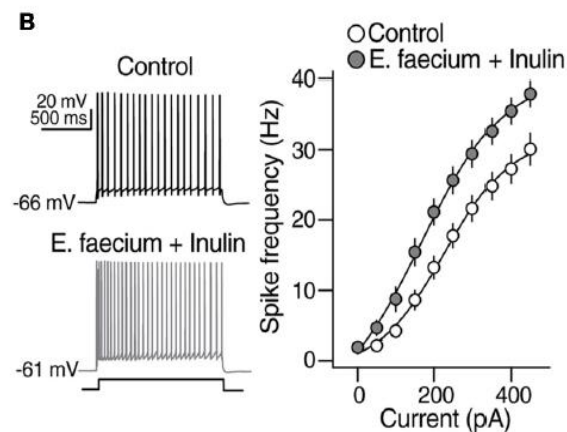 B
Control
20 mV
500 ms
-66 mV
E. faecium + Inulin
-61 mV
Control
E. faecium + Inulin
Spike frequency (Hz)
40
30
20
10
0
0 200 400
Current (pA)